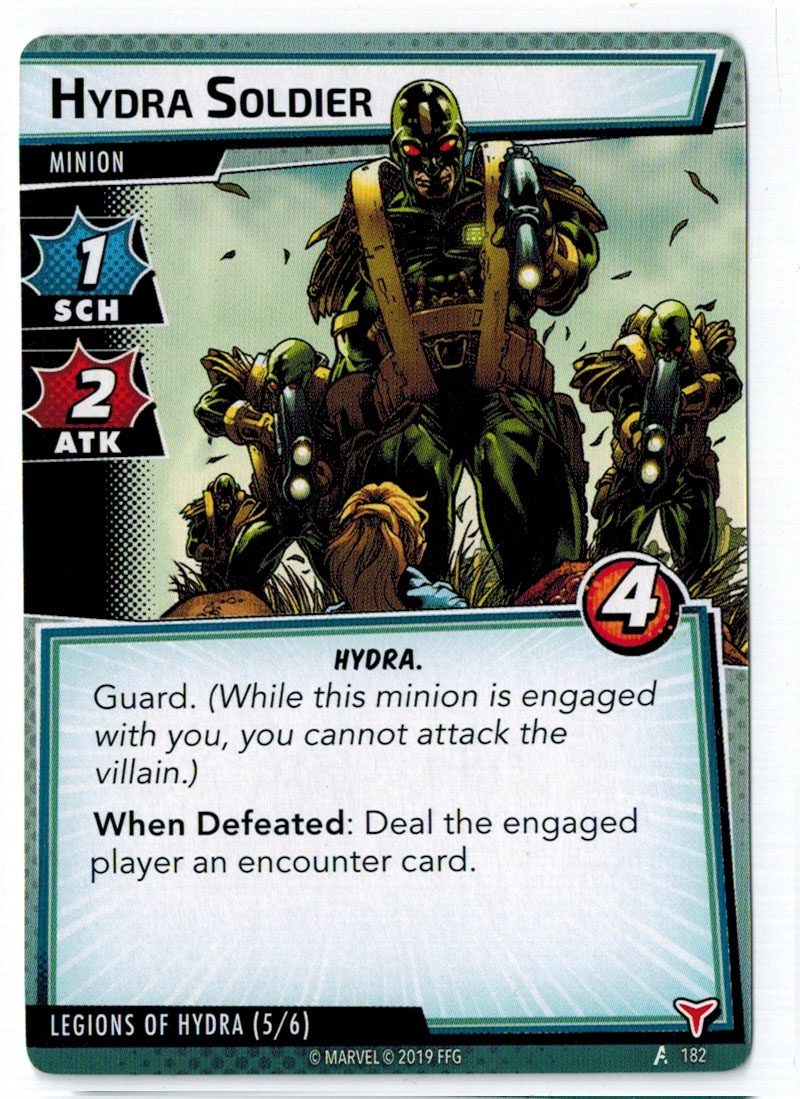 HYDRA SOLDIER
MINION
1
SCH
2
ATK
4
HYDRA.
Guard. (While this minion is engaged
with you, you cannot attack the
villain.)
When Defeated: Deal the engaged
player an encounter card.
LEGIONS OF HYDRA (5/6)
© MARVEL © 2019 FFG
182